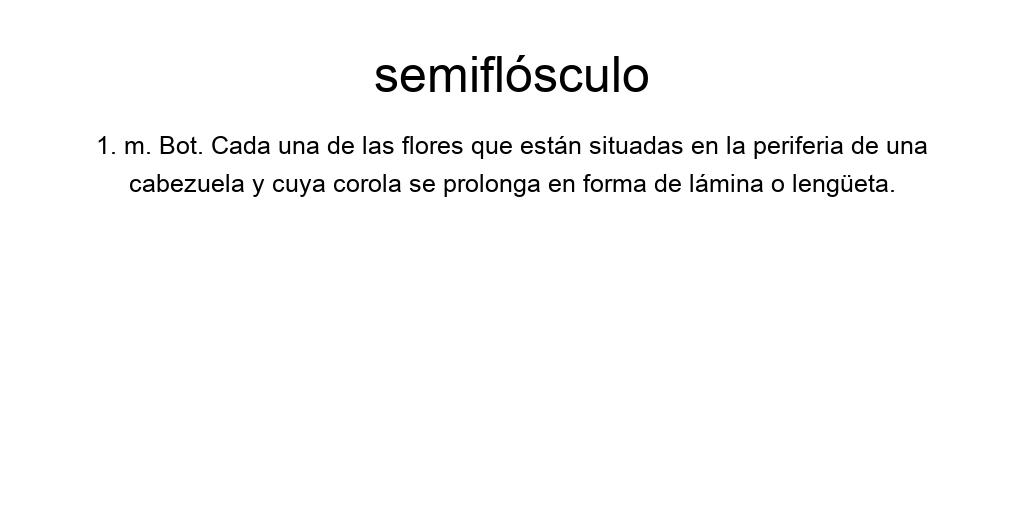 semiflósculo
1. m. Bot. Cada una de las flores que están situadas en la periferia de una
cabezuela y cuya corola se prolonga en forma de lámina o lengüeta.